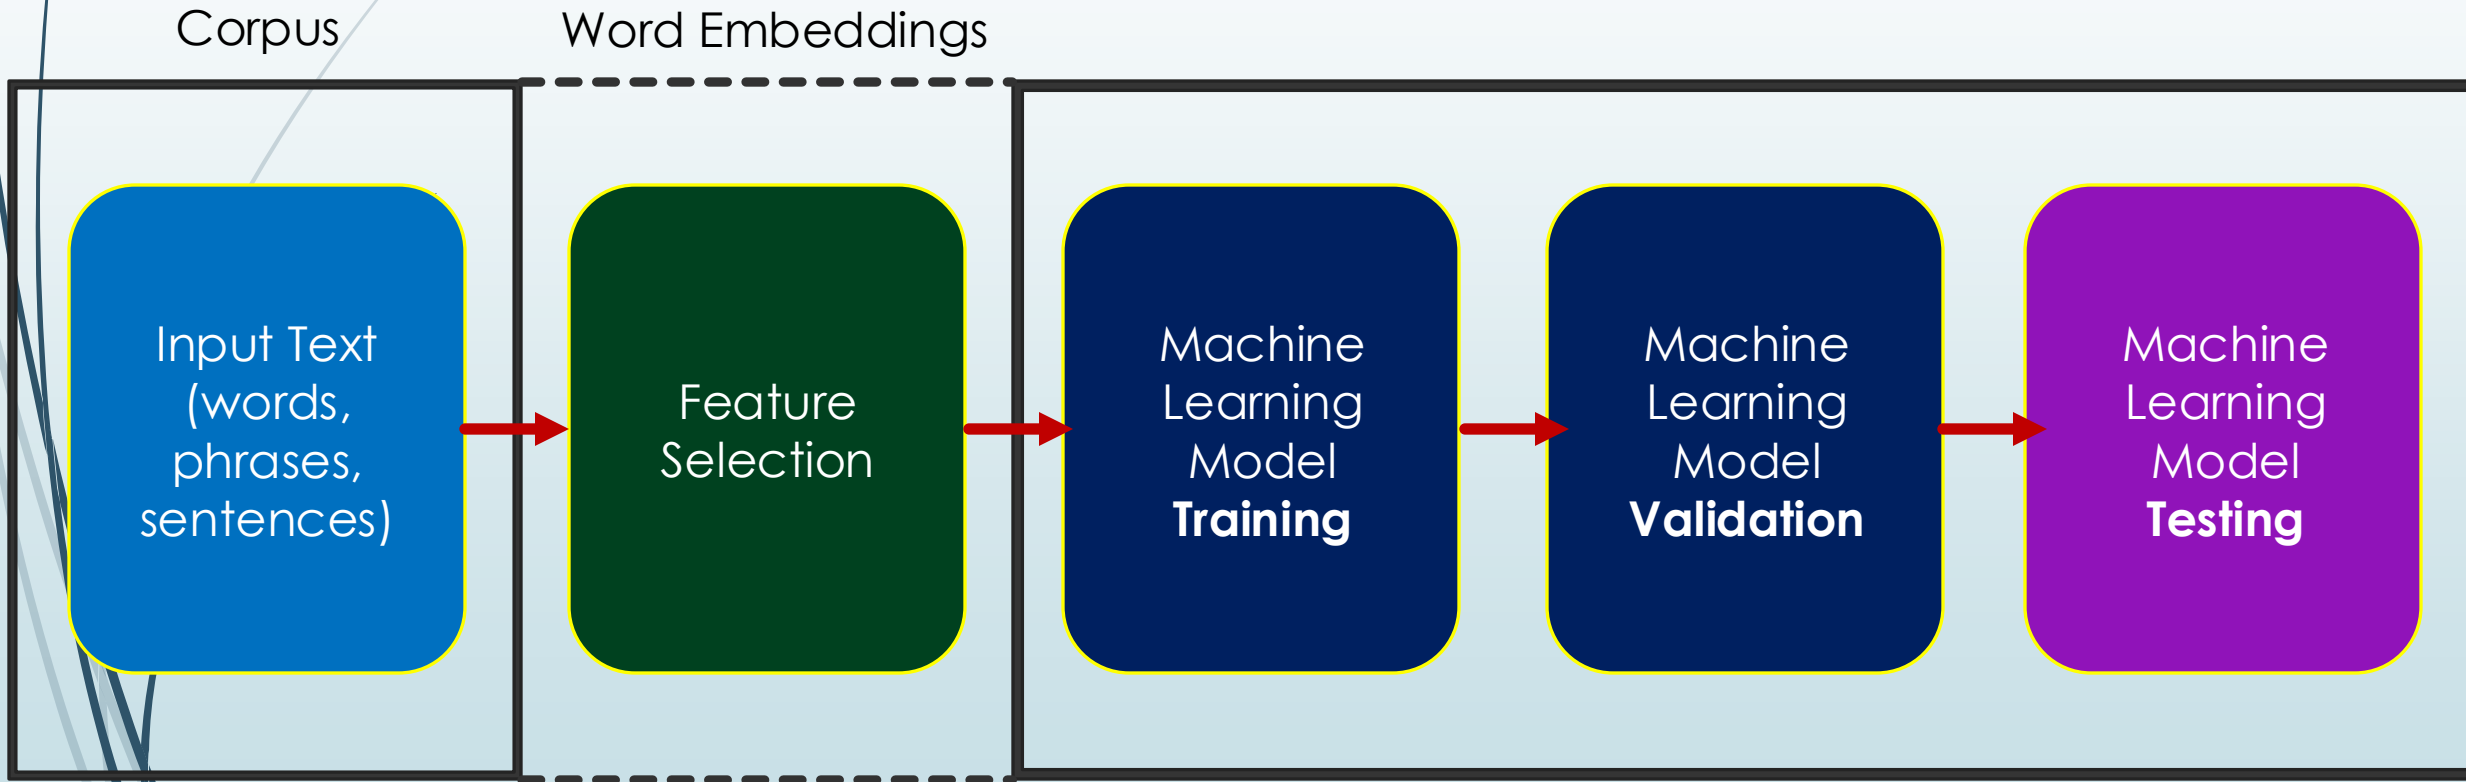 Corpus
Word Embeddings
Input Text
(words,
phrases,
sentences)
Feature
Selection
Machine
Learning
Model
Training
Machine
Learning
Model
Validation
Machine
Learning
Model
Testing